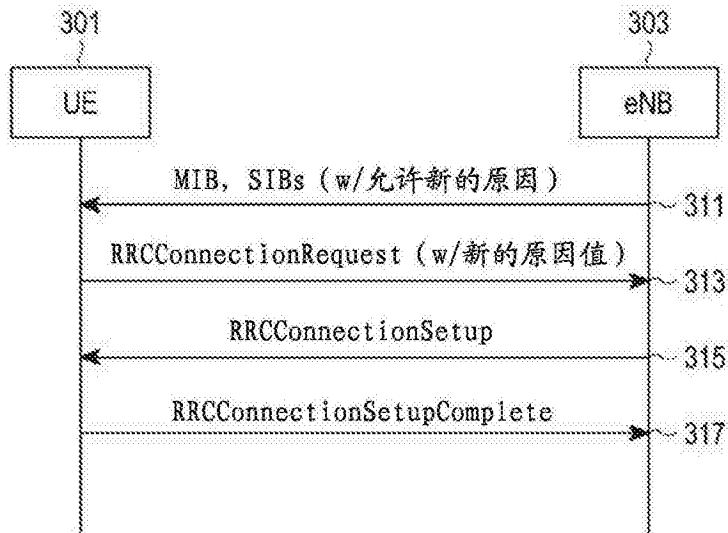 301
303
UE
eNB
MIB, SIBs (w/允许新的原因)
311
RRCConnectionRequest (w/新的原因值)
313
RRCConnectionSetup
315
RRCConnectionSetupComplete
317